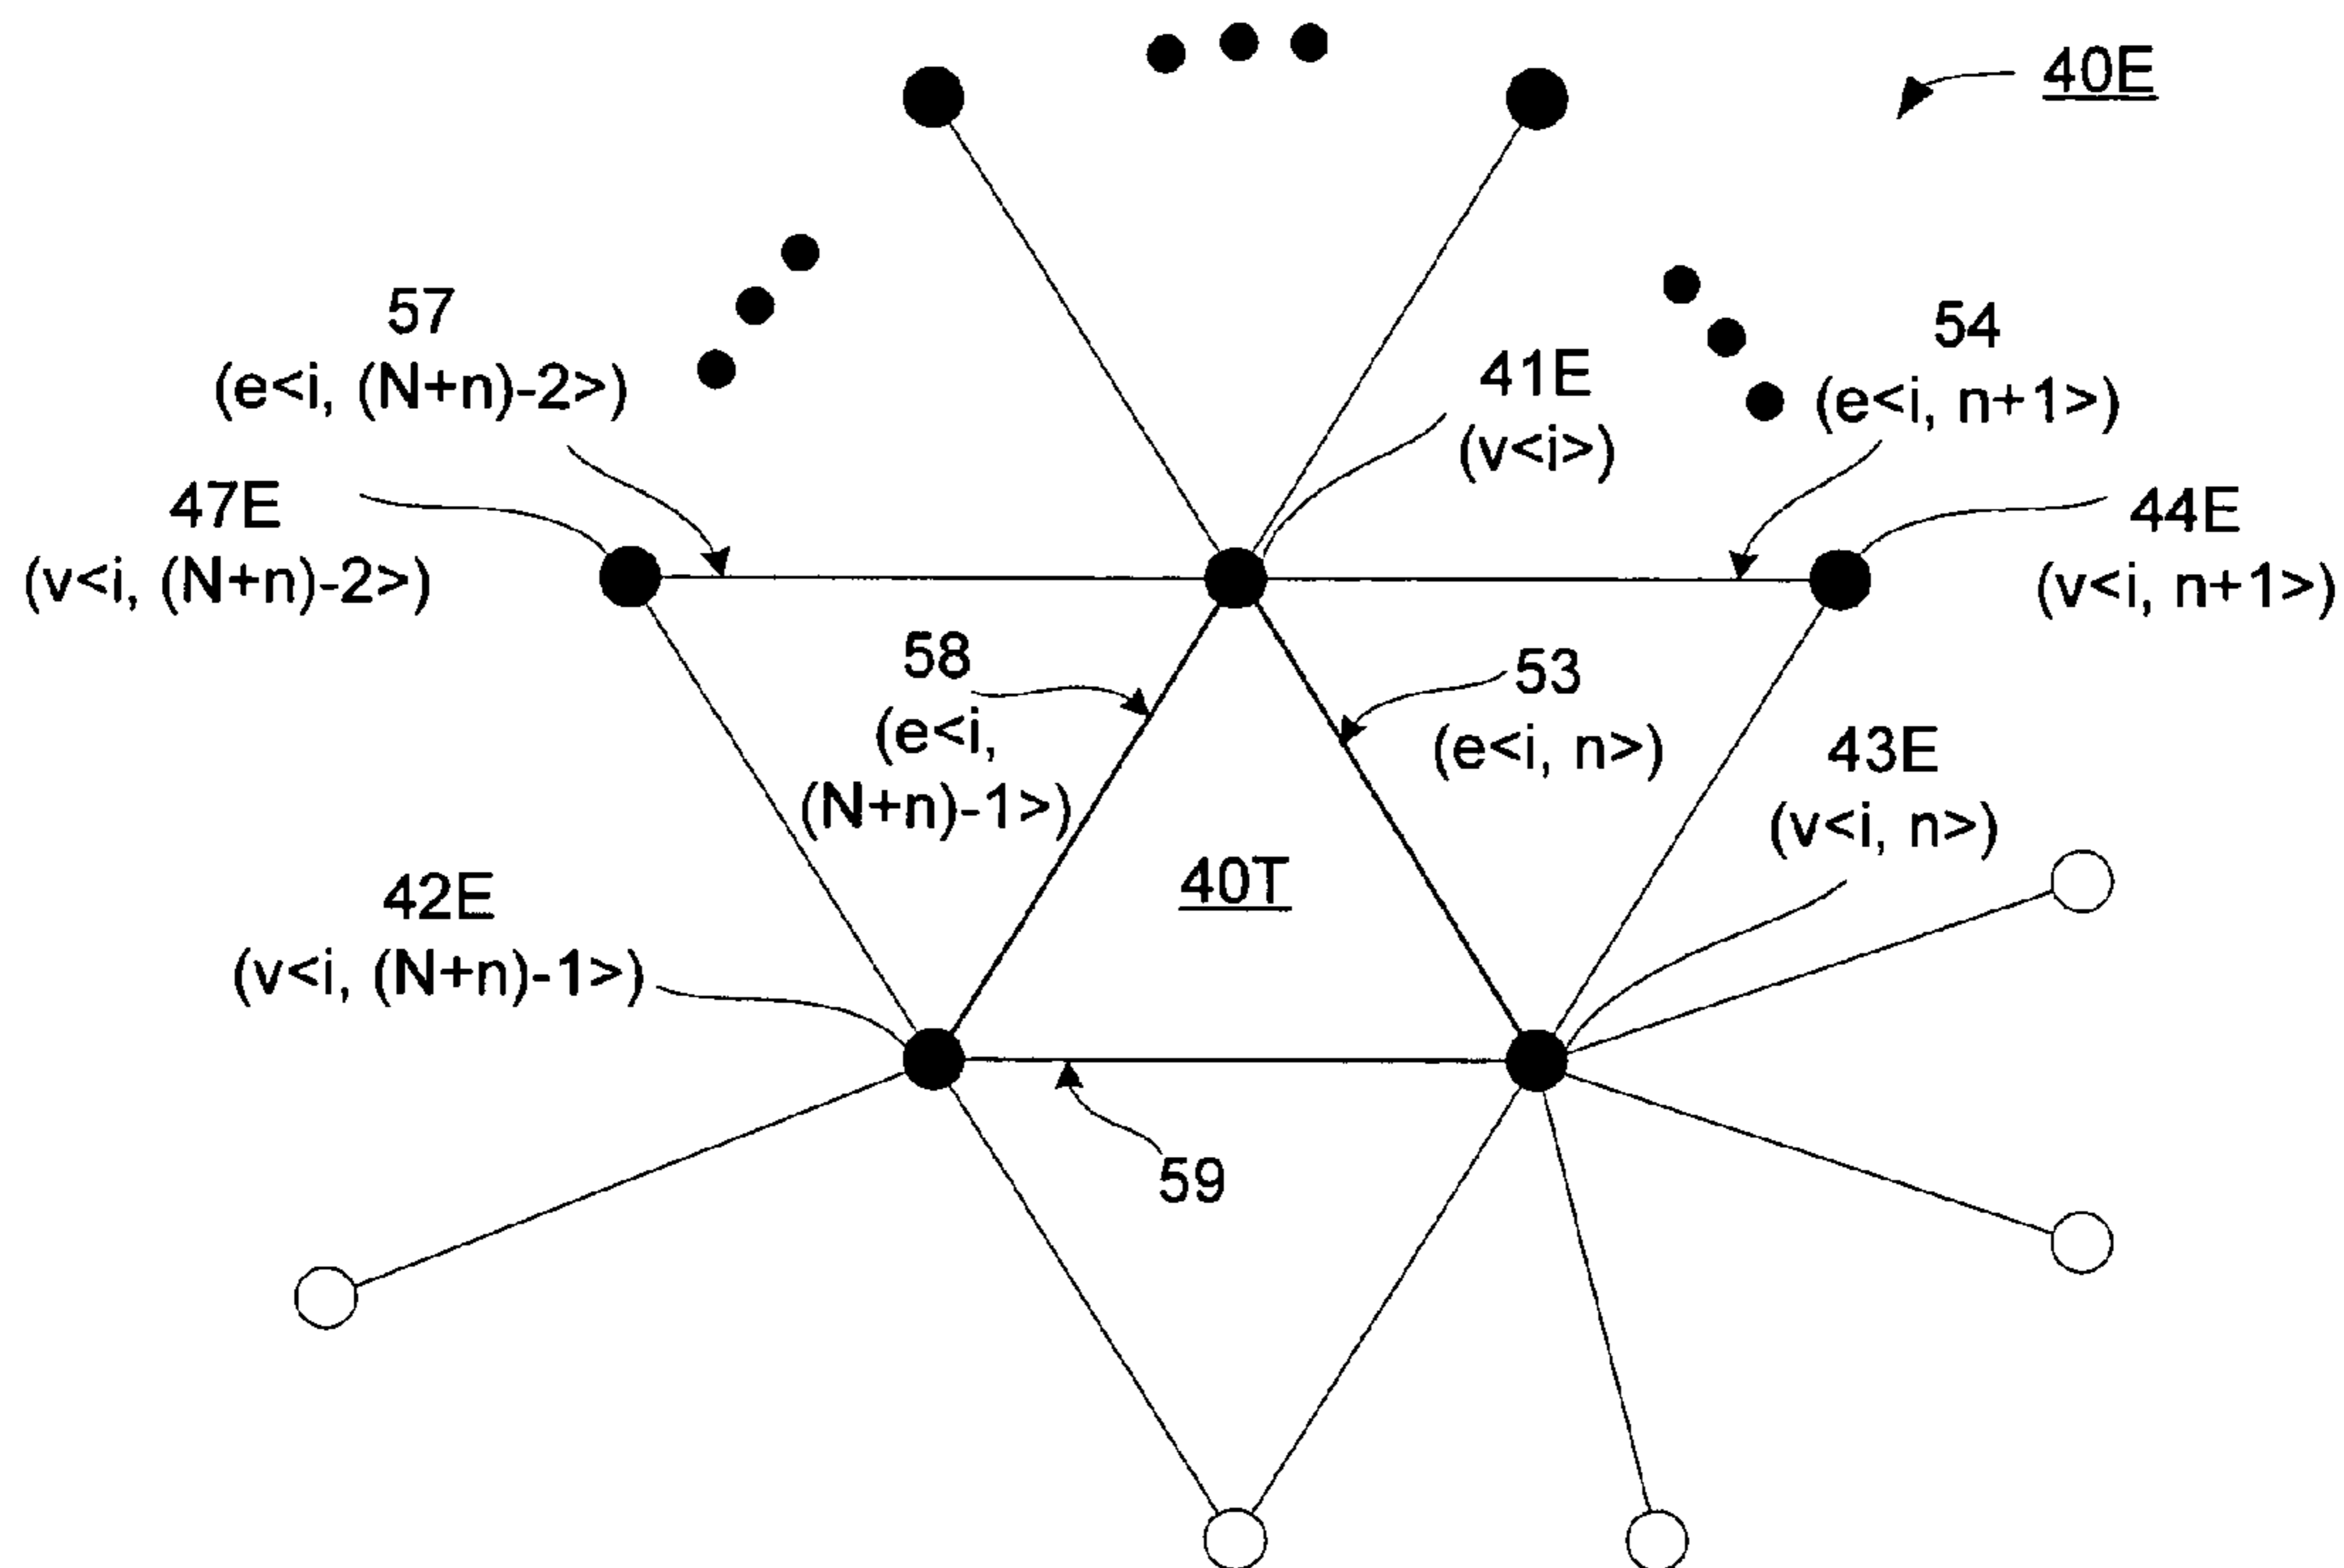 40E
57
(e<i, (N+n)-2>)
54
(e<i, n+1>)
41E
(v<i>)
47E
(v<i, (N+n)-2>)
44E
(v<i, n+1>)
58
(e<i,
(N+n)-1>)
53
(e<i, n>)
43E
(v<i, n>)
40T
42E
(v<i, (N+n)-1>)
59